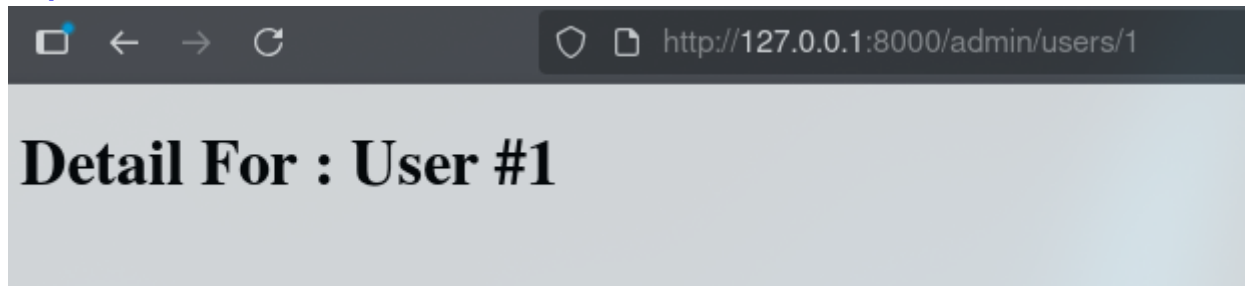 http://127.0.0.1:8000/admin/users/1
Detail For : User #1